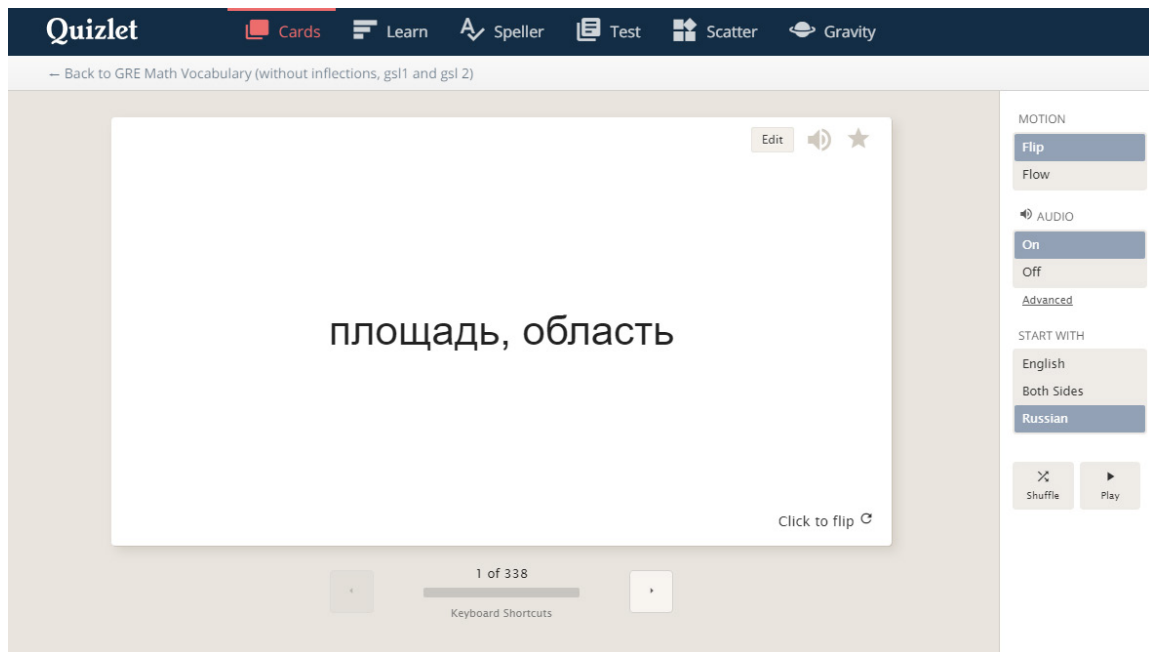 Quizlet
Cards
Learn
Speller
Test
Scatter
Gravity
← Back to GRE Math Vocabulary (without inflections, gsl1 and gsl 2)
Edit
площадь, область
Click to flip
1 of 338
Keyboard Shortcuts
MOTION
Flip
Flow
AUDIO
On
Off
Advanced
START WITH
English
Both Sides
Russian
Shuffle
Play